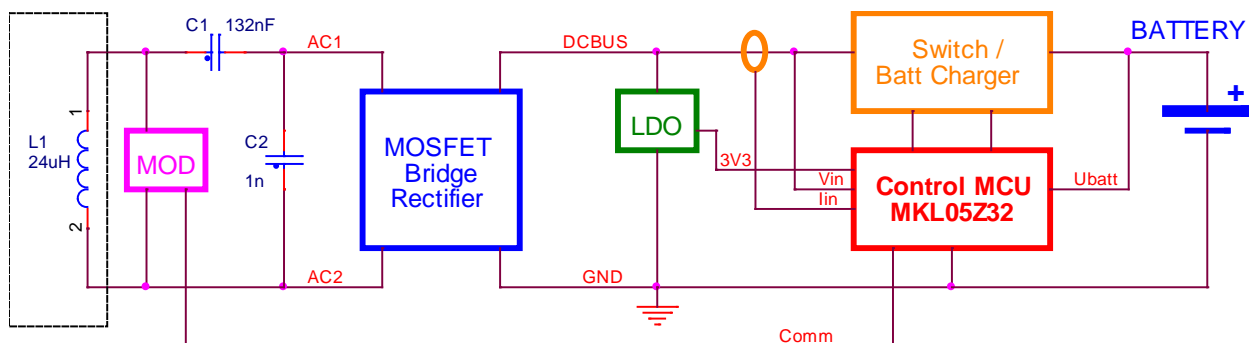 C1 132nF
AC1
DCBUS
BATTERY
Switch /
Batt Charger
+
1
L1
24uH
2
MOD
C2
1n
MOSFET
Bridge
Rectifier
LDO
3V3
Vin
Iin
Control MCU
MKL05Z32
Ubatt
AC2
GND
Comm